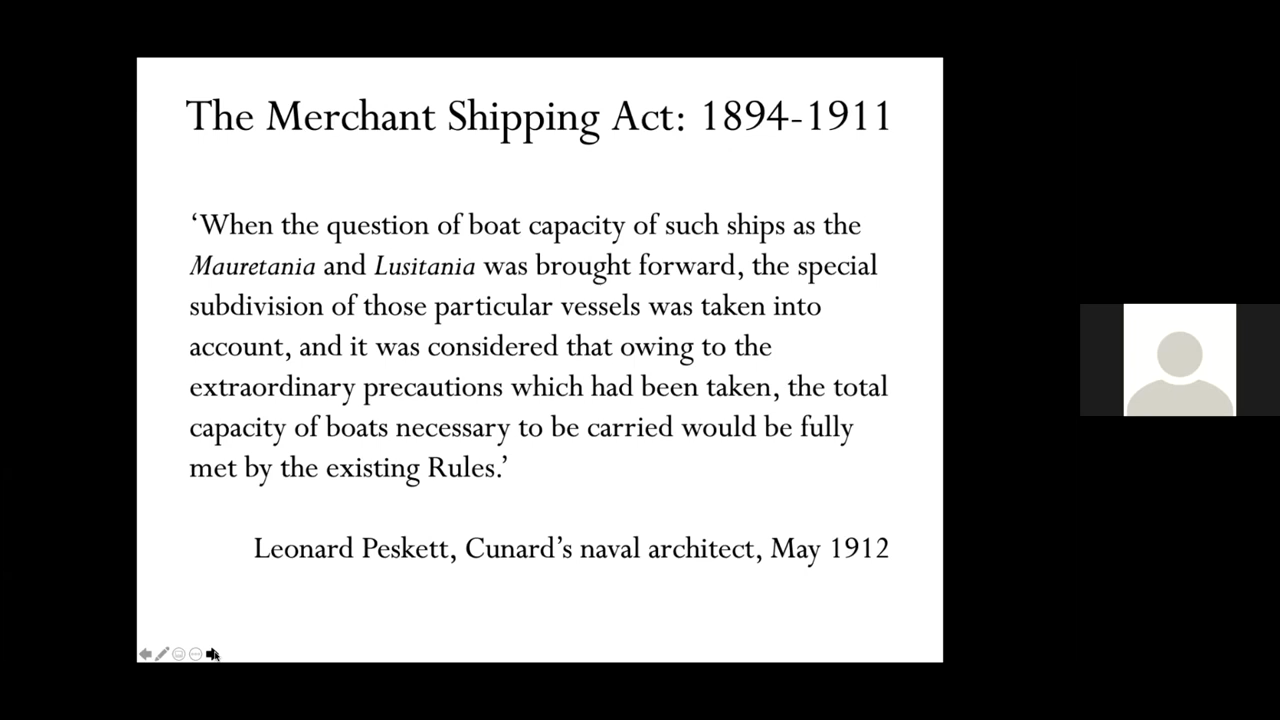 The Merchant Shipping Act: 1894-1911
‘When the question of boat capacity of such ships as the
Mauretania and Lusitania was brought forward, the special
subdivision of those particular vessels was taken into
account, and it was considered that owing to the
extraordinary precautions which had been taken, the total
capacity of boats necessary to be carried would be fully
met by the existing Rules.’
Leonard Peskett, Cunard’s naval architect, May 1912